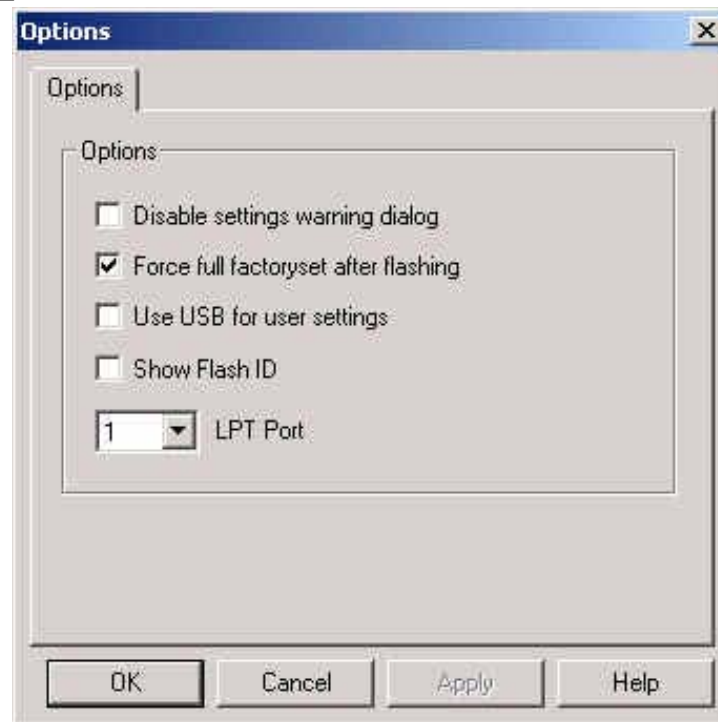 Options
Options
Options
Disable settings warning dialog
Force full factoryset after flashing
Use USB for user settings
Show Flash ID
1 LPT Port
OK Cancel Apply Help